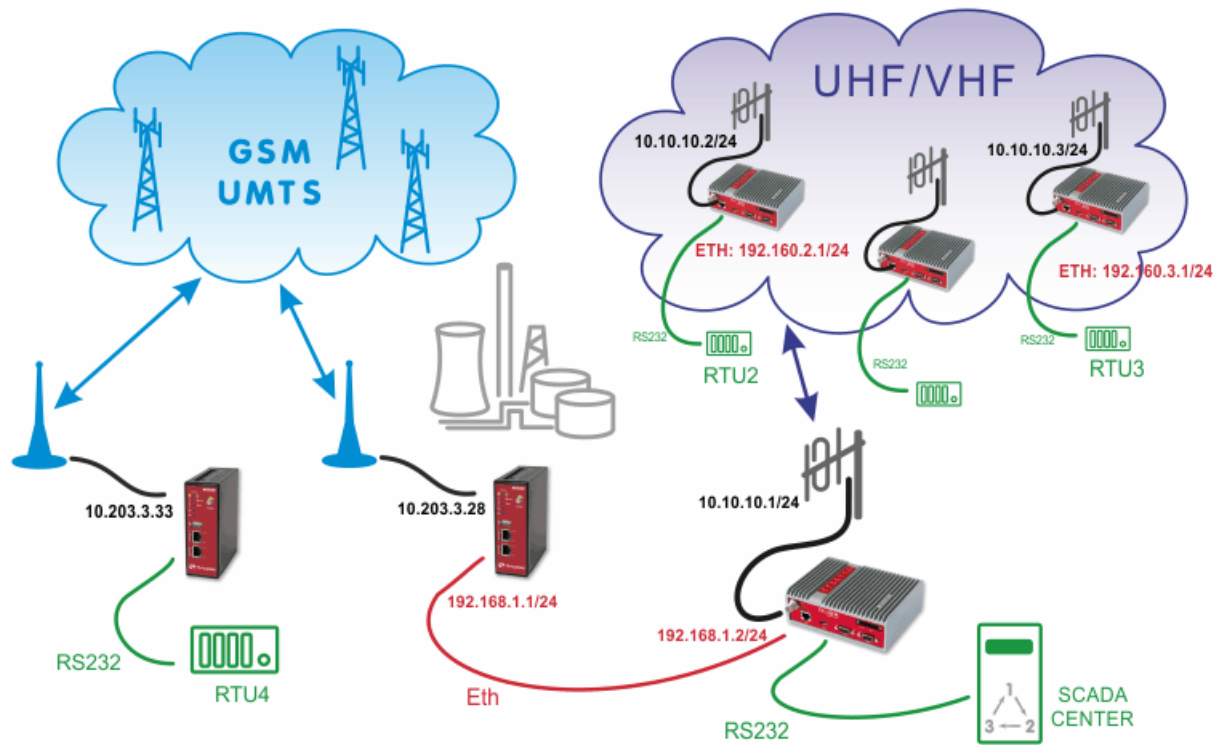 GSM
UMTS
UHF/VHF
10.10.10.2/24
10.10.10.3/24
ETH: 192.160.2.1/24
ETH: 192.160.3.1/24
RS232
RTU2
RS232
RS232
RTU3
10.203.3.33
10.203.3.28
10.10.10.1/24
192.168.1.1/24
192.168.1.2/24
RS232
RTU4
Eth
RS232
1
3
2
SCADA
CENTER